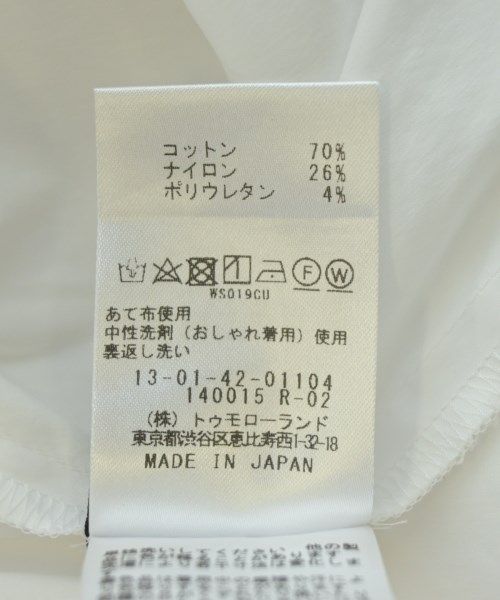 コットン 70%
ナイロン 26%
ポリウレタン 4%
F W
WS019CU
あて布使用
中性洗剤（おしゃれ着用）使用
裏返し洗い
13-01-42-01104
140015 R-02
（株）トゥモローランド
東京都渋谷区恵比寿西1-32-18
MADE IN JAPAN